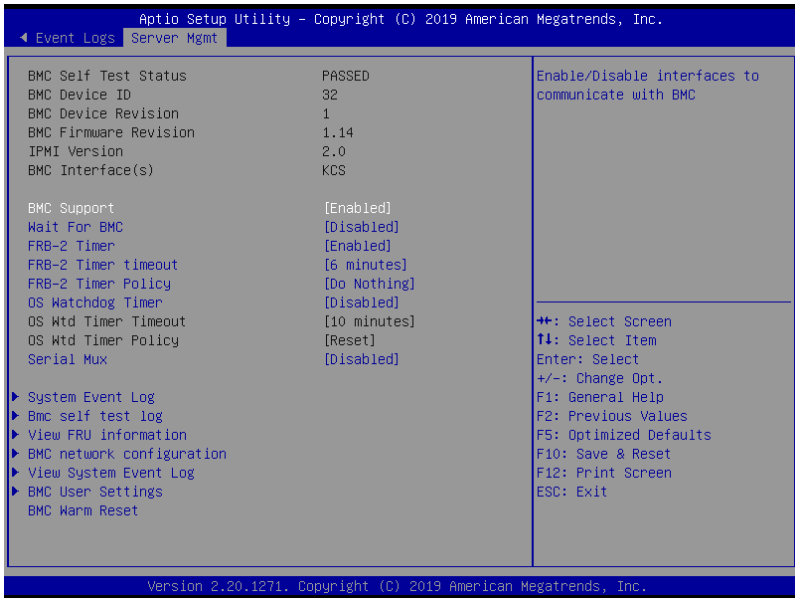 Aptio Setup Utility – Copyright (C) 2019 American Megatrends, Inc.
Event Logs Server Mgmt
BMC Self Test Status PASSED
BMC Device ID 32
BMC Device Revision 1
BMC Firmware Revision 1.14
IPMI Version 2.0
BMC Interface(s) KCS
BMC Support [Enabled]
Wait For BMC [Disabled]
FRB-2 Timer [Enabled]
FRB-2 Timer timeout [6 minutes]
FRB-2 Timer Policy [Do Nothing]
OS Watchdog Timer [Disabled]
OS Wtd Timer Timeout [10 minutes]
OS Wtd Timer Policy [Reset]
Serial Mux [Disabled]
System Event Log
Bmc self test log
View FRU information
BMC network configuration
View System Event Log
BMC User Settings
BMC Warm Reset
Enable/Disable interfaces to
communicate with BMC
→←: Select Screen
↑↓: Select Item
Enter: Select
+/-: Change Opt.
F1: General Help
F2: Previous Values
F5: Optimized Defaults
F10: Save & Reset
F12: Print Screen
ESC: Exit
Version 2.20.1271. Copyright (C) 2019 American Megatrends, Inc.